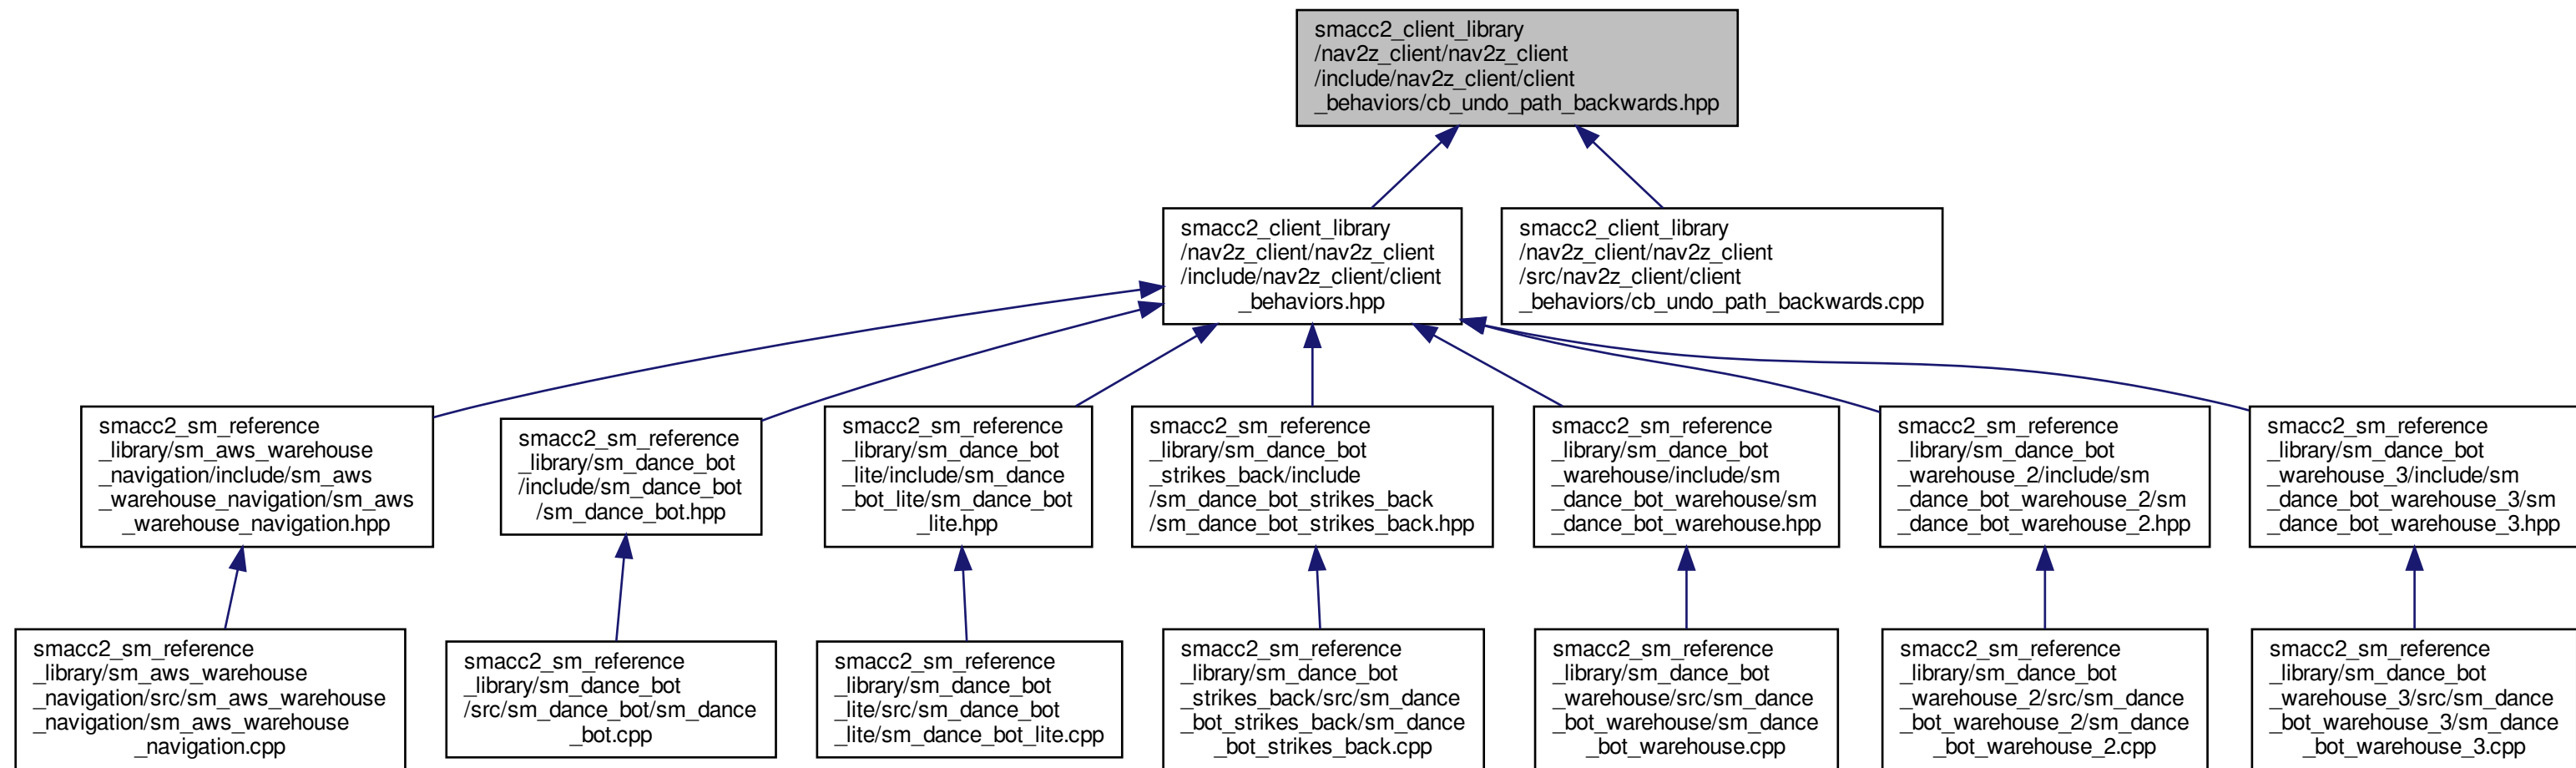 smacc2_client_library
/nav2z_client/nav2z_client
/include/nav2z_client/client
_behaviors/cb_undo_path_backwards.hpp
smacc2_client_library
/nav2z_client/nav2z_client
/include/nav2z_client/client
_behaviors.hpp
smacc2_client_library
/nav2z_client/nav2z_client
/src/nav2z_client/client
_behaviors/cb_undo_path_backwards.cpp
smacc2_sm_reference
_library/sm_aws_warehouse
_navigation/include/sm_aws
_warehouse_navigation/sm_aws
_warehouse_navigation.hpp
smacc2_sm_reference
_library/sm_dance_bot
/include/sm_dance_bot
/sm_dance_bot.hpp
smacc2_sm_reference
_library/sm_dance_bot
_lite/include/sm_dance
_bot_lite/sm_dance_bot
_lite.hpp
smacc2_sm_reference
_library/sm_dance_bot
_strikes_back/include
/sm_dance_bot_strikes_back
/sm_dance_bot_strikes_back.hpp
smacc2_sm_reference
_library/sm_dance_bot
_warehouse/include/sm
_dance_bot_warehouse/sm
_dance_bot_warehouse.hpp
smacc2_sm_reference
_library/sm_dance_bot
_warehouse_2/include/sm
_dance_bot_warehouse_2/sm
_dance_bot_warehouse_2.hpp
smacc2_sm_reference
_library/sm_dance_bot
_warehouse_3/include/sm
_dance_bot_warehouse_3/sm
_dance_bot_warehouse_3.hpp
smacc2_sm_reference
_library/sm_aws_warehouse
_navigation/src/sm_aws_warehouse
_navigation/sm_aws_warehouse
_navigation.cpp
smacc2_sm_reference
_library/sm_dance_bot
/src/sm_dance_bot/sm_dance
_bot.cpp
smacc2_sm_reference
_library/sm_dance_bot
_lite/src/sm_dance_bot
_lite/sm_dance_bot_lite.cpp
smacc2_sm_reference
_library/sm_dance_bot
_strikes_back/src/sm_dance
_bot_strikes_back/sm_dance
_bot_strikes_back.cpp
smacc2_sm_reference
_library/sm_dance_bot
_warehouse/src/sm_dance
_bot_warehouse/sm_dance
_bot_warehouse.cpp
smacc2_sm_reference
_library/sm_dance_bot
_warehouse_2/src/sm_dance
_bot_warehouse_2/sm_dance
_bot_warehouse_2.cpp
smacc2_sm_reference
_library/sm_dance_bot
_warehouse_3/src/sm_dance
_bot_warehouse_3/sm_dance
_bot_warehouse_3.cpp